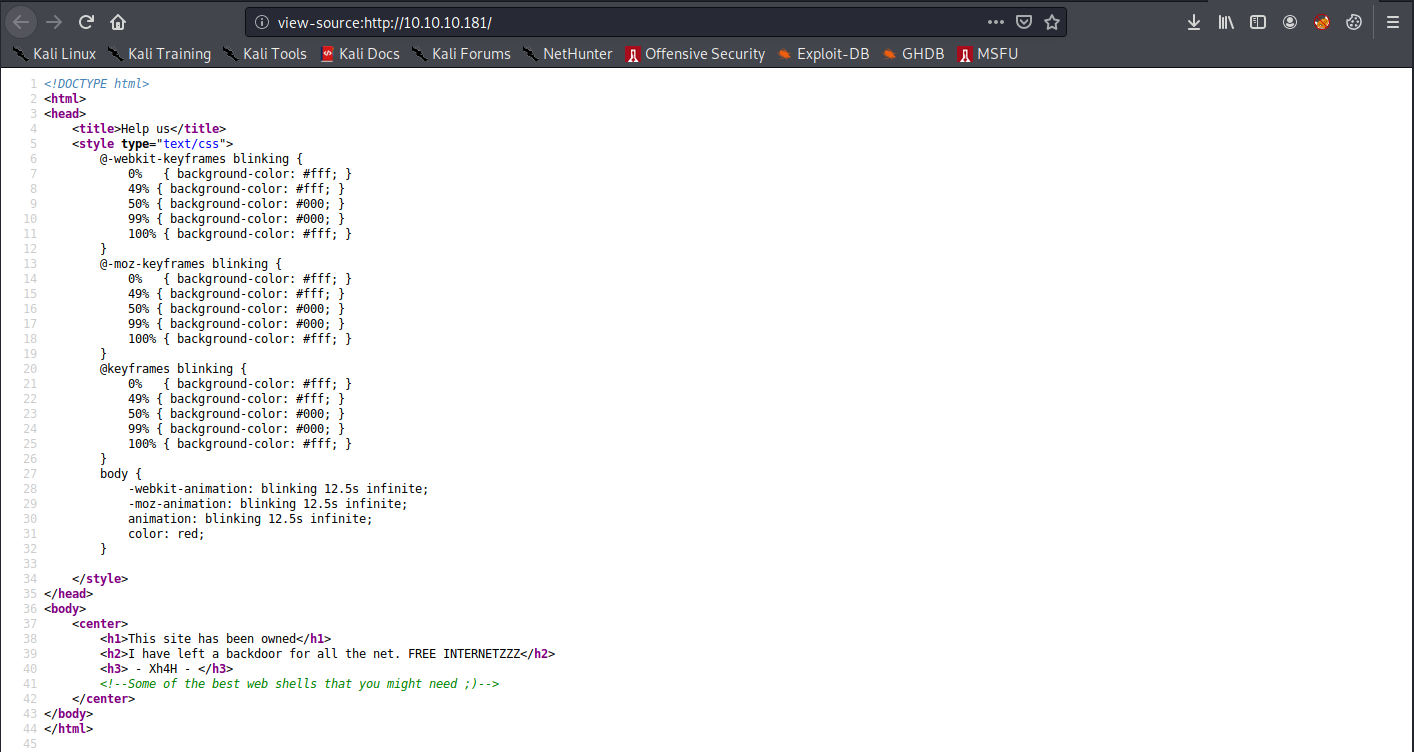 view-source:http://10.10.10.181/
Kali Linux Kali Training Kali Tools Kali Docs Kali Forums NetHunter Offensive Security Exploit-DB GHDB MSFU
1 <!DOCTYPE html>
2 <html>
3 <head>
4     <title>Help us</title>
5     <style type="text/css">
6         @-webkit-keyframes blinking {
7             0%   { background-color: #fff; }
8             49% { background-color: #fff; }
9             50% { background-color: #000; }
10             99% { background-color: #000; }
11             100% { background-color: #fff; }
12         }
13         @-moz-keyframes blinking {
14             0%   { background-color: #fff; }
15             49% { background-color: #fff; }
16             50% { background-color: #000; }
17             99% { background-color: #000; }
18             100% { background-color: #fff; }
19         }
20         @keyframes blinking {
21             0%   { background-color: #fff; }
22             49% { background-color: #fff; }
23             50% { background-color: #000; }
24             99% { background-color: #000; }
25             100% { background-color: #fff; }
26         }
27         body {
28             -webkit-animation: blinking 12.5s infinite;
29             -moz-animation: blinking 12.5s infinite;
30             animation: blinking 12.5s infinite;
31             color: red;
32         }
33
34     </style>
35 </head>
36 <body>
37     <center>
38         <h1>This site has been owned</h1>
39         <h2>I have left a backdoor for all the net. FREE INTERNETZZZ</h2>
40         <h3> - Xh4H - </h3>
41         <!--Some of the best web shells that you might need ;)-->
42     </center>
43 </body>
44 </html>
45